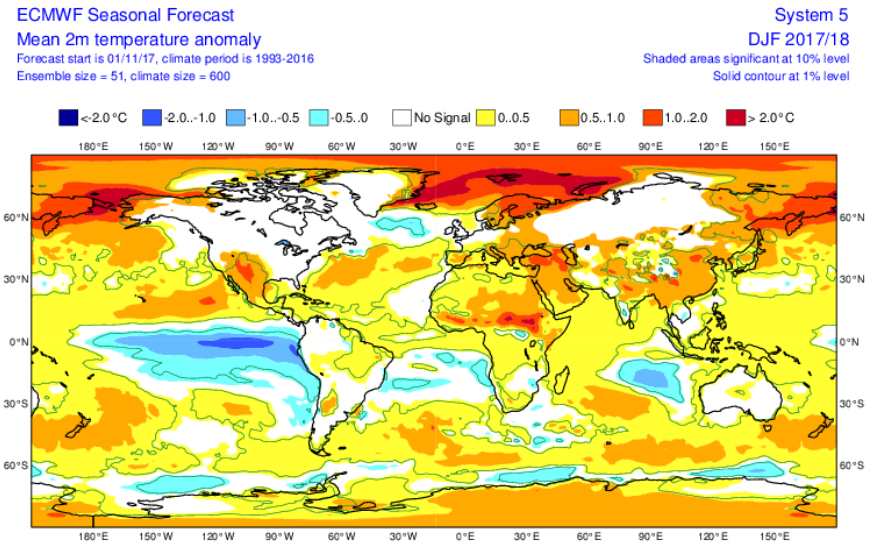 ECMWF Seasonal Forecast
System 5
Mean 2m temperature anomaly
DJF 2017/18
Forecast start is 01/11/17, climate period is 1993-2016
Shaded areas significant at 10% level
Ensemble size = 51, climate size = 600
Solid contour at 1% level
<-2.0°C -2.0..-1.0 -1.0..-0.5 -0.5..0 No Signal 0..0.5 0.5..1.0 1.0..2.0 > 2.0°C
180°E 150°W 120°W 90°W 60°W 30°W 0°E 30°E 60°E 90°E 120°E 150°E
60°N 60°N
30°N 30°N
0°N 0°N
30°S 30°S
60°S 60°S
180°E 150°W 120°W 90°W 60°W 30°W 0°E 30°E 60°E 90°E 120°E 150°E